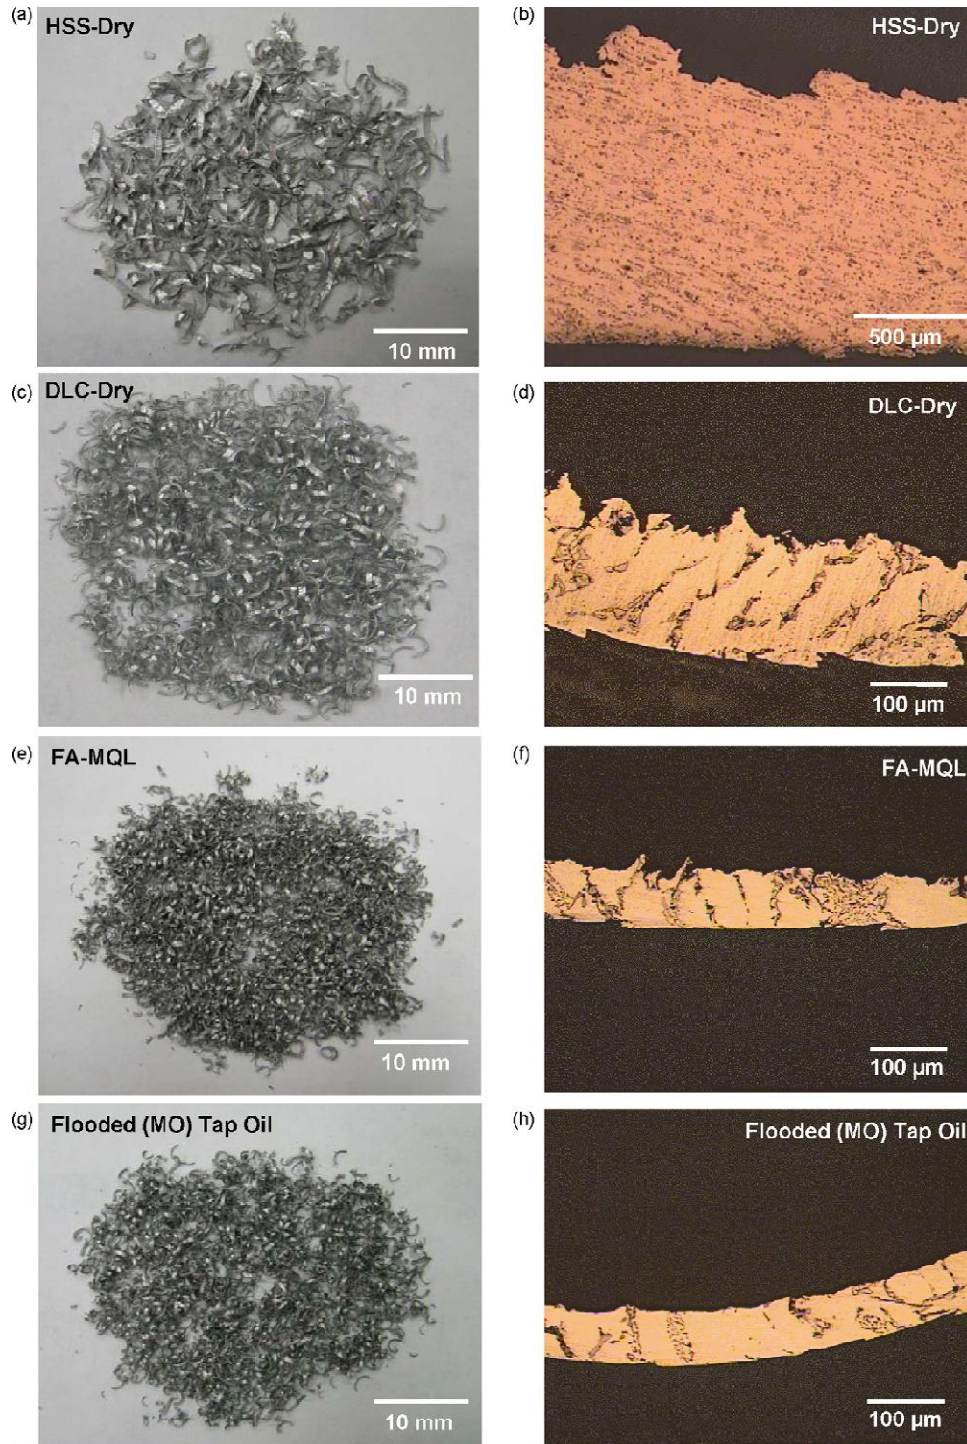 (a) HSS-Dry
10 mm
(b) HSS-Dry
500 µm
(c) DLC-Dry
10 mm
(d) DLC-Dry
100 µm
(e) FA-MQL
10 mm
(f) FA-MQL
100 µm
(g) Flooded (MO) Tap Oil
10 mm
(h) Flooded (MO) Tap Oil
100 µm